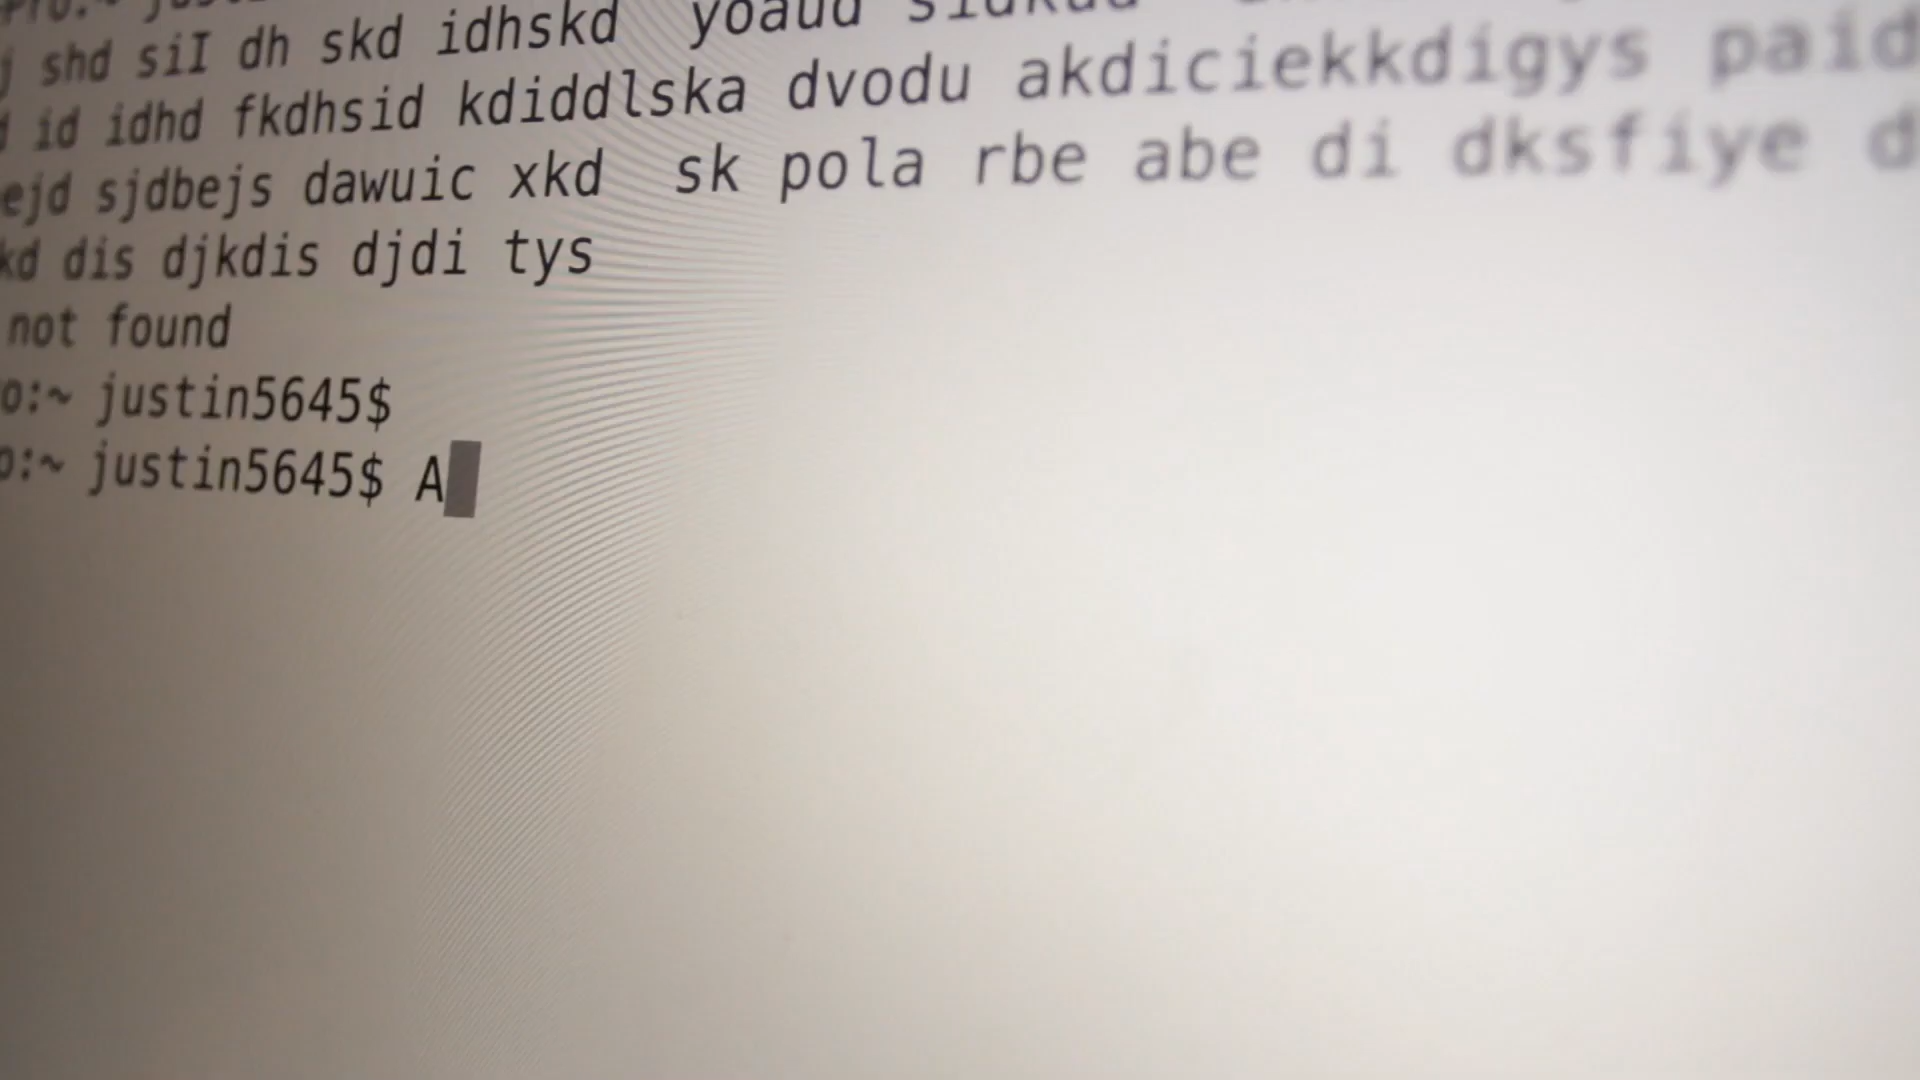 shd siI dh skd idhskd yoaud
id idhd fkdhsid kdiddlska dvodu akdiciekkdigys paid
ejd sjdbejs dawuic xkd sk pola rbe abe di dksfiye d
kd dis djkdis djdi tys
not found
o:~ justin5645$
o:~ justin5645$ A